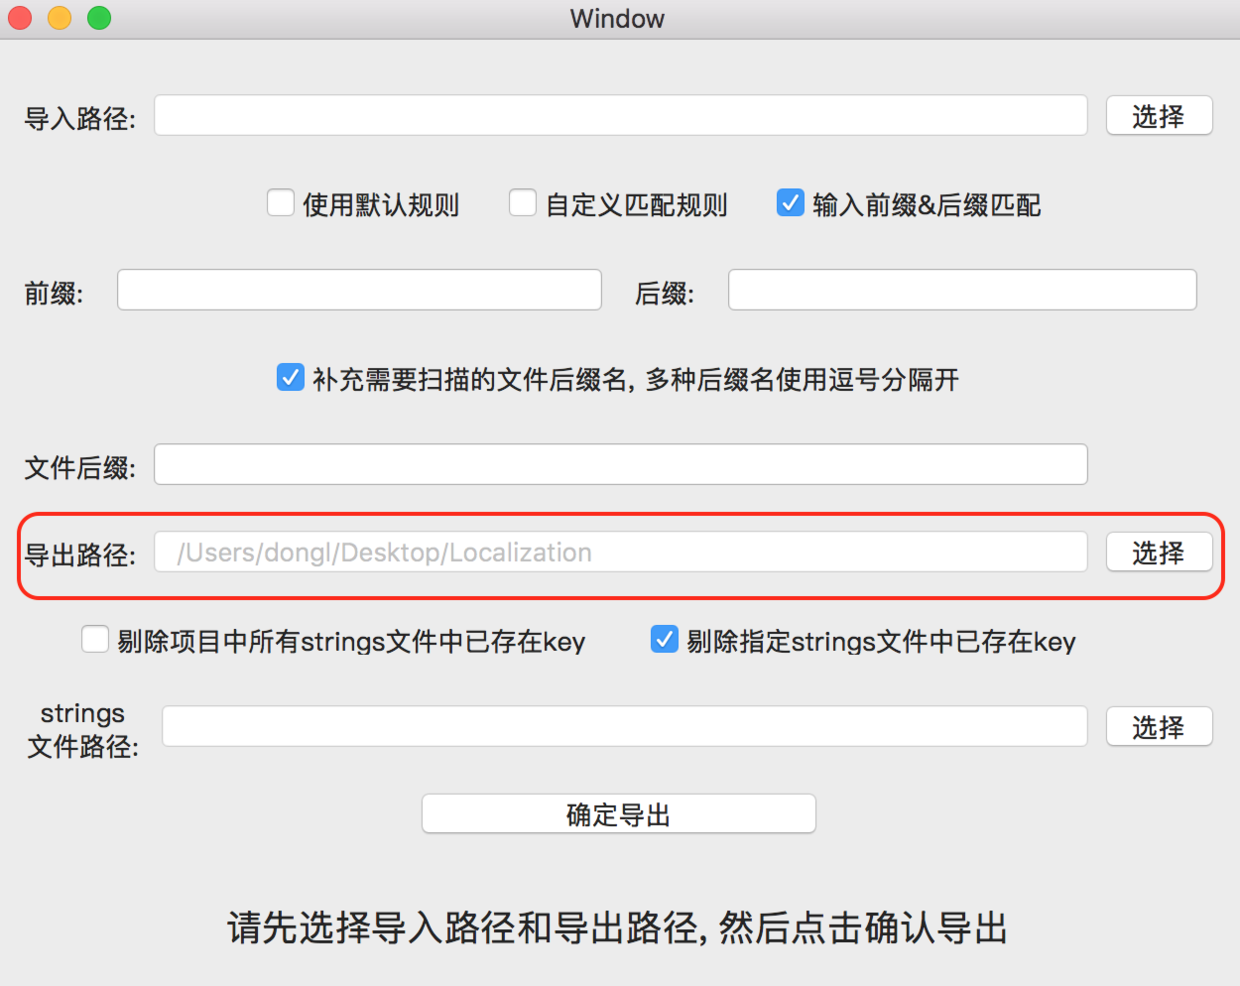 Window
导入路径: 选择
使用默认规则 自定义匹配规则 输入前缀&后缀匹配
前缀: 后缀:
补充需要扫描的文件后缀名, 多种后缀名使用逗号分隔开
文件后缀:
导出路径: /Users/dongl/Desktop/Localization 选择
剔除项目中所有strings文件中已存在key 剔除指定strings文件中已存在key
strings
文件路径: 选择
确定导出
请先选择导入路径和导出路径, 然后点击确认导出